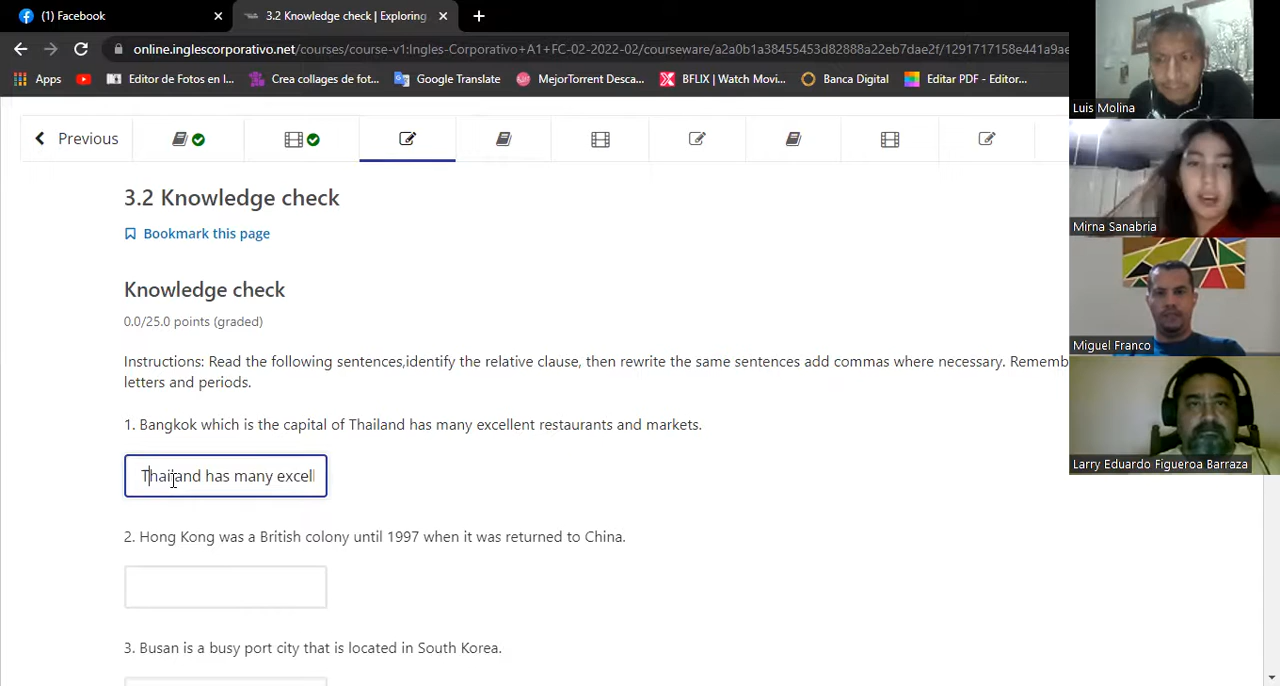 (1) Facebook
3.2 Knowledge check | Exploring
online.inglescorporativo.net/courses/course-v1:Ingles-Corporativo+A1+FC-02-2022-02/courseware/a2a0b1a38455453d82888a22eb7dae2f/1291717158e441a9ae
Apps
Editor de Fotos en l...
Crea collages de fot...
Google Translate
MejorTorrent Desca...
BFLIX | Watch Movi...
Banca Digital
Editar PDF - Editor...
Luis Molina
Mirna Sanabria
Miguel Franco
Larry Eduardo Figueroa Barraza
Previous
3.2 Knowledge check
Bookmark this page
Knowledge check
0.0/25.0 points (graded)
Instructions: Read the following sentences,identify the relative clause, then rewrite the same sentences add commas where necessary. Rememb
letters and periods.
1. Bangkok which is the capital of Thailand has many excellent restaurants and markets.
Thailand has many excell
2. Hong Kong was a British colony until 1997 when it was returned to China.
3. Busan is a busy port city that is located in South Korea.